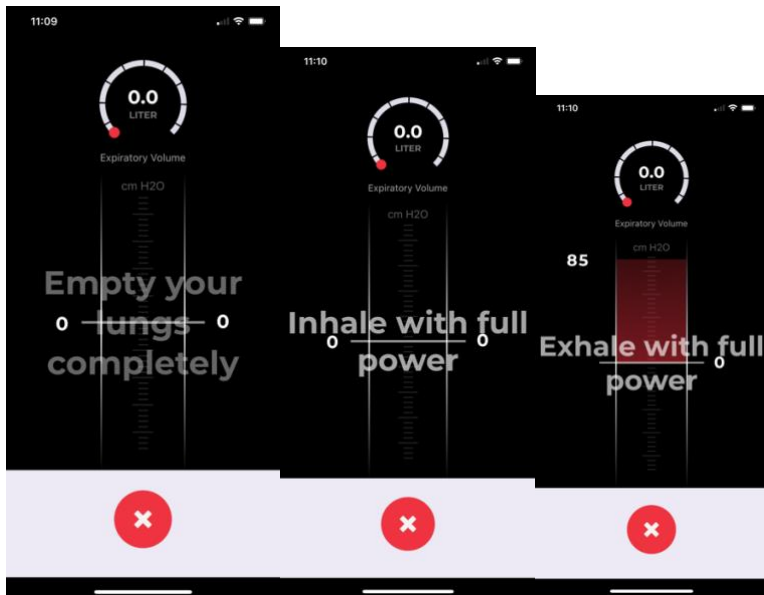 11:09
0.0
LITER
Expiratory Volume
cm H2O
Empty your
lungs
0 0
completely
11:10
0.0
LITER
Expiratory Volume
cm H2O
Inhale with full
0 0
power
11:10
0.0
LITER
Expiratory Volume
cm H2O
85
Exhale with full
0
power